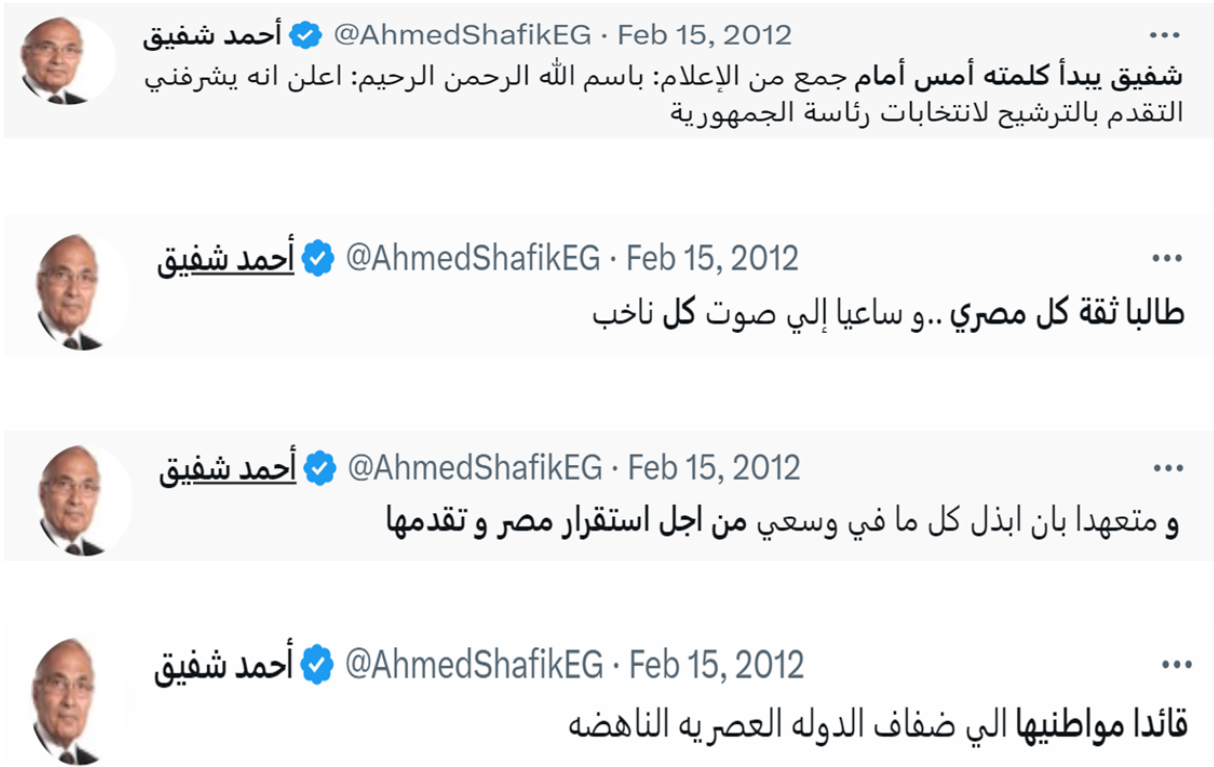 أحمد شفيق @AhmedShafikEG · Feb 15, 2012
شفيق يبدأ كلمته أمس أمام جمع من الإعلام: باسم الله الرحمن الرحيم: اعلن انه يشرفني
التقدم بالترشيح لانتخابات رئاسة الجمهورية
أحمد شفيق @AhmedShafikEG · Feb 15, 2012
طالبا ثقة كل مصري ..و ساعيا إلي صوت كل ناخب
أحمد شفيق @AhmedShafikEG · Feb 15, 2012
و متعهدا بان ابذل كل ما في وسعي من اجل استقرار مصر و تقدمها
أحمد شفيق @AhmedShafikEG · Feb 15, 2012
قائدا مواطنيها الي ضفاف الدوله العصريه الناهضه